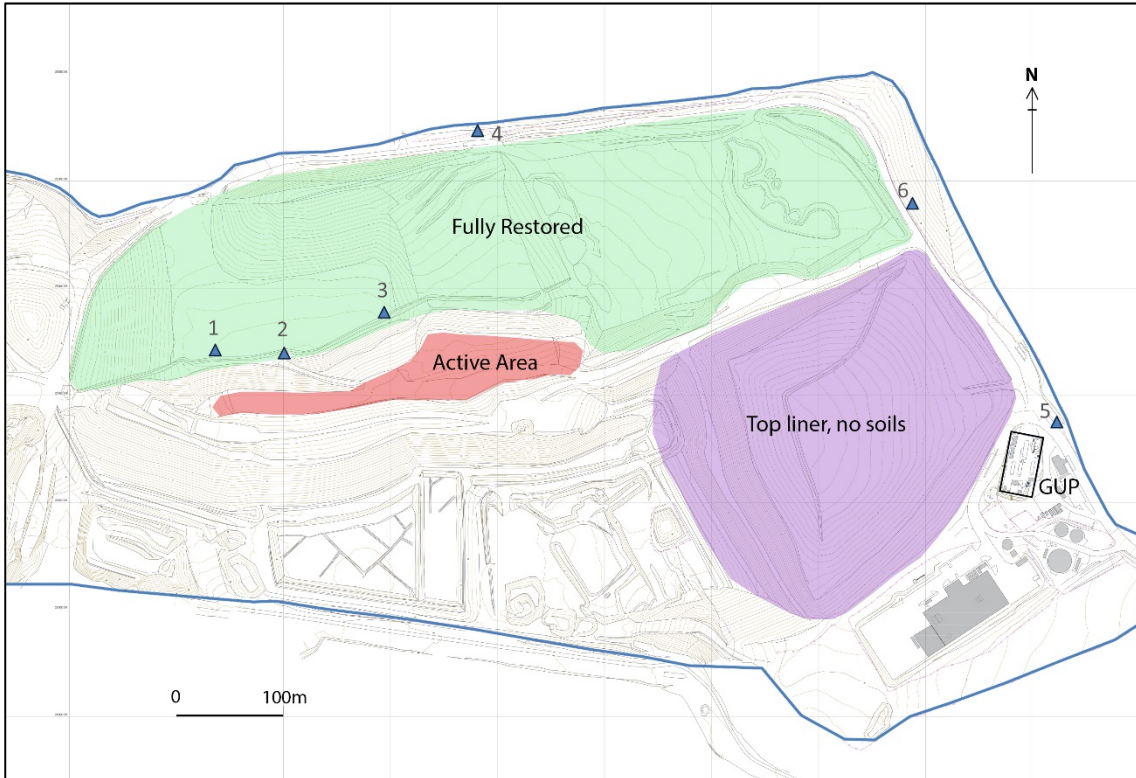 N
4
6
Fully Restored
3
1
2
Active Area
5
Top liner, no soils
GUP
0 100m